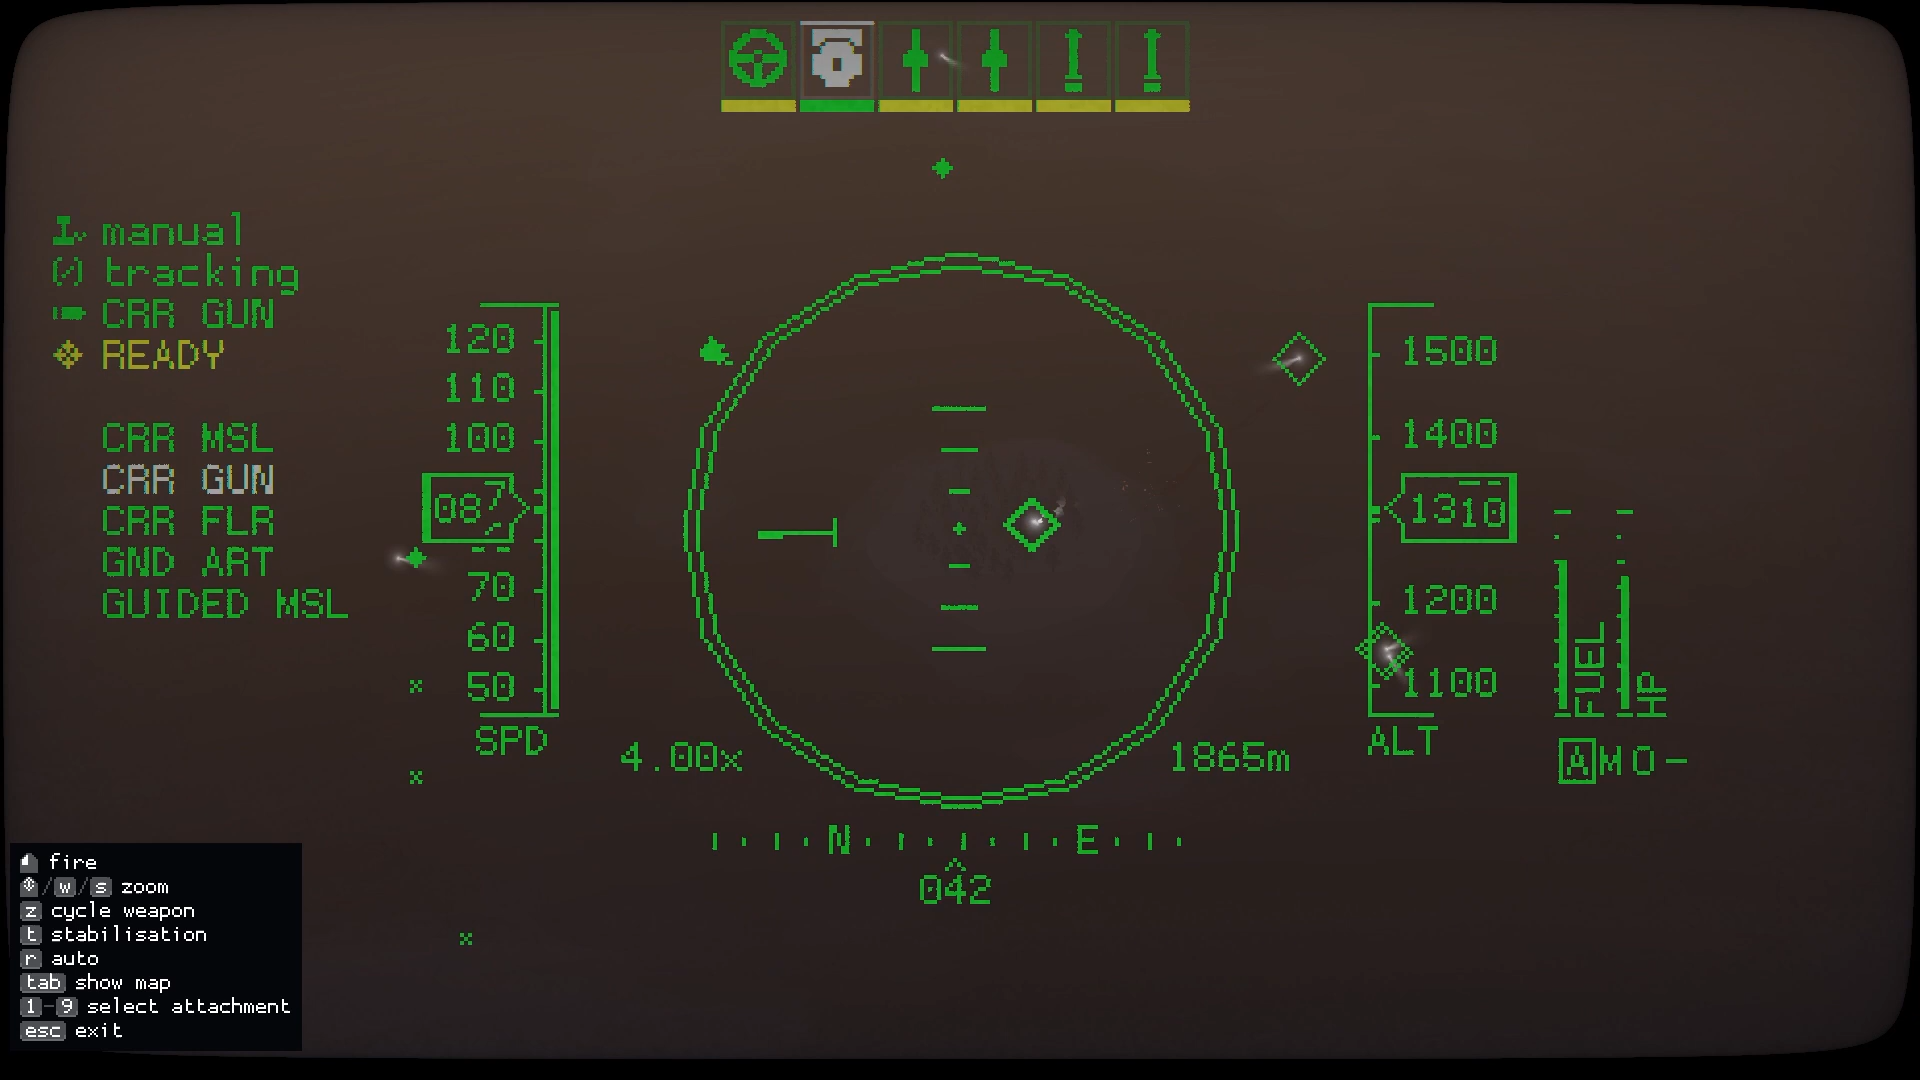 manual
tracking
CRR GUN
READY
CRR MSL
CRR GUN
CRR FLR
GND ART
GUIDED MSL
120
110
100
70
60
50
SPD
4.00x
1865m
1500
1400
1310
1200
1100
ALT
FUEL
HP
AMO-
N
E
042
fire
/w/s zoom
z cycle weapon
t stabilisation
r auto
tab show map
1-9 select attachment
esc exit